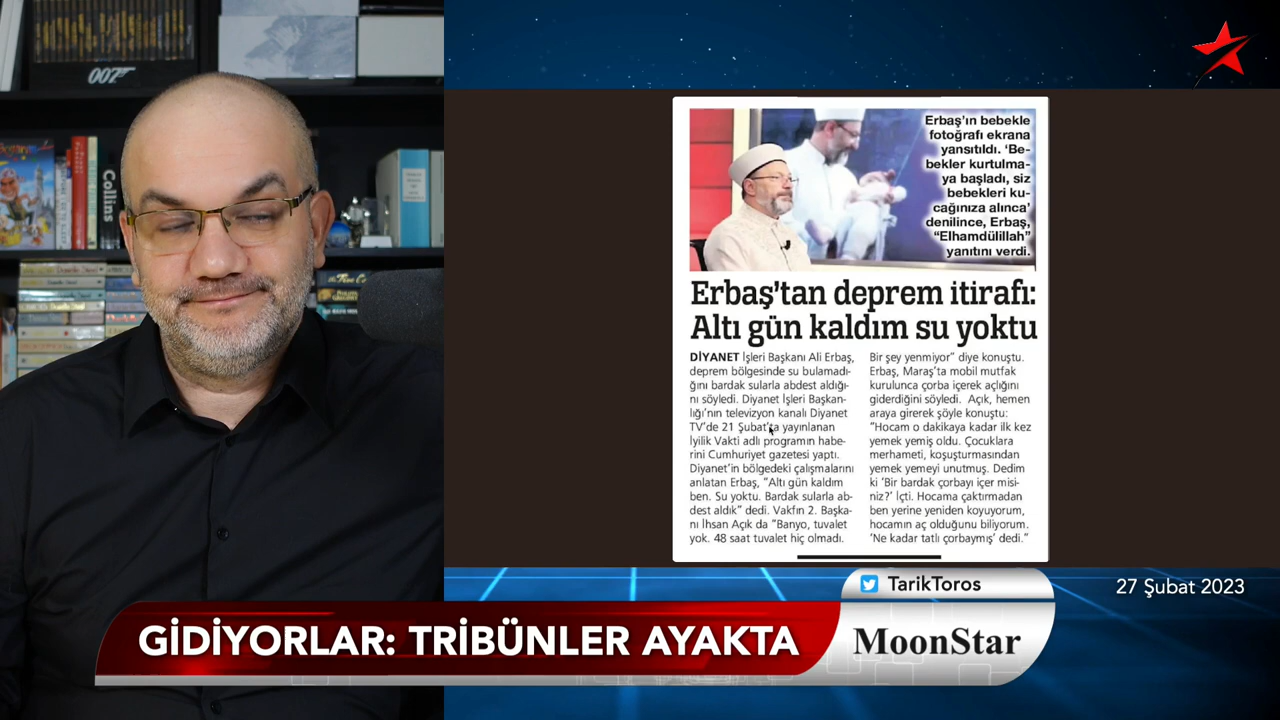 007
Collins
Erbaş'ın bebekle
fotoğrafı ekrana
yansıtıldı. 'Be-
bekler kurtulma-
ya başladı, siz
bebekleri ku-
cağınıza alınca'
denilince, Erbaş,
"Elhamdülillah"
yanıtını verdi.
Erbaş'tan deprem itirafı:
Altı gün kaldım su yoktu
DİYANET İşleri Başkanı Ali Erbaş,
deprem bölgesinde su bulamadı-
ğını bardak sularla abdest aldığı-
nı söyledi. Diyanet İşleri Başkan-
lığı'nın televizyon kanalı Diyanet
TV'de 21 Şubat'ta yayınlanan
İyilik Vakti adlı programın habe-
rini Cumhuriyet gazetesi yaptı.
Diyanet'in bölgedeki çalışmalarını
anlatan Erbaş, "Altı gün kaldım
ben. Su yoktu. Bardak sularla ab-
dest aldık" dedi. Vakfın 2. Başka-
nı İhsan Açık da "Banyo, tuvalet
yok. 48 saat tuvalet hiç olmadı.
Bir şey yenmiyor" diye konuştu.
Erbaş, Maraş'ta mobil mutfak
kurulunca çorba içerek açlığını
giderdiğini söyledi. Açık, hemen
araya girerek şöyle konuştu:
"Hocam o dakikaya kadar ilk kez
yemek yemiş oldu. Çocuklara
merhameti, koşuşturmasından
yemek yemeyi unutmuş. Dedim
ki 'Bir bardak çorbayı içer misi-
niz?' İçti. Hocama çaktırmadan
ben yerine yeniden koyuyorum,
hocamın aç olduğunu biliyorum.
'Ne kadar tatlı çorbaymış' dedi."
TarikToros
27 Şubat 2023
GİDİYORLAR: TRİBÜNLER AYAKTA
MoonStar